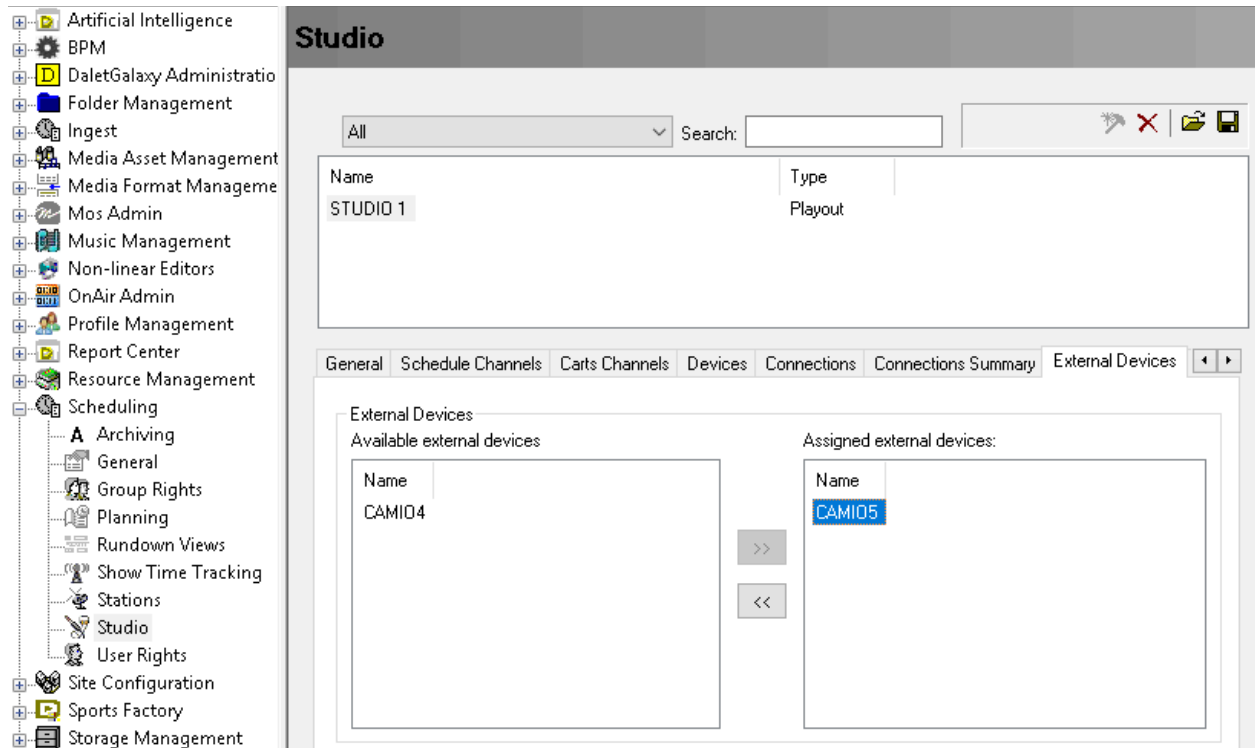 Artificial Intelligence
BPM
DaletGalaxy Administratio
Folder Management
Ingest
Media Asset Management
Media Format Manageme
Mos Admin
Music Management
Non-linear Editors
OnAir Admin
Profile Management
Report Center
Resource Management
Scheduling
A Archiving
General
Group Rights
Planning
Rundown Views
Show Time Tracking
Stations
Studio
User Rights
Site Configuration
Sports Factory
Storage Management
Studio
All Search:
Name Type
STUDIO 1 Playout
General Schedule Channels Carts Channels Devices Connections Connections Summary External Devices
External Devices
Available external devices Assigned external devices:
Name Name
CAMIO4 CAMIO5
>>
<<